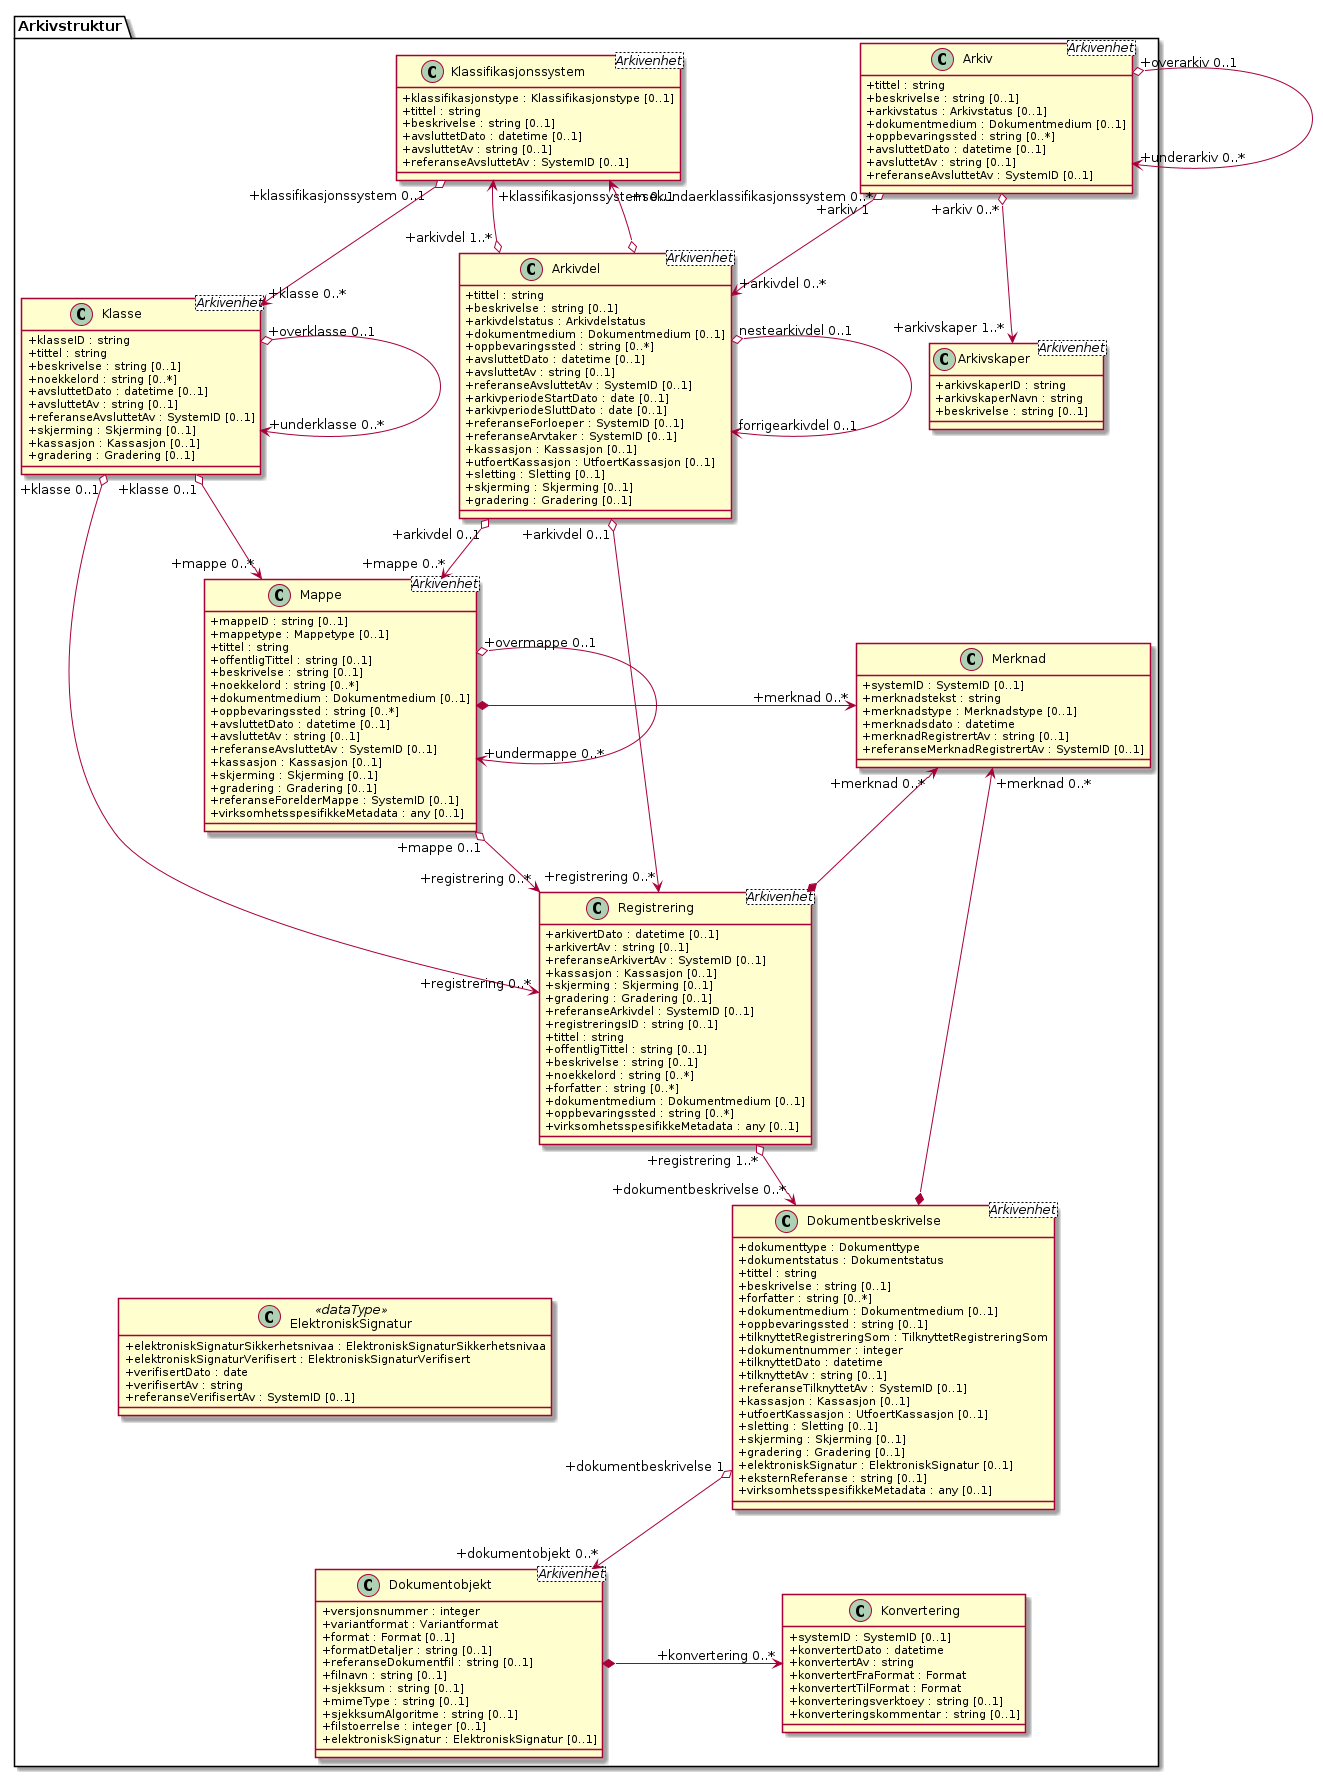 Arkivstruktur
Klassifikasjonssystem
Arkivenhet
+klassifikasjonstype : Klassifikasjonstype [0..1]
+tittel : string
+beskrivelse : string [0..1]
+avsluttetDato : datetime [0..1]
+avsluttetAv : string [0..1]
+referanseAvsluttetAv : SystemID [0..1]
Arkiv
Arkivenhet
+tittel : string
+beskrivelse : string [0..1]
+arkivstatus : Arkivstatus [0..1]
+dokumentmedium : Dokumentmedium [0..1]
+oppbevaringssted : string [0..*]
+avsluttetDato : datetime [0..1]
+avsluttetAv : string [0..1]
+referanseAvsluttetAv : SystemID [0..1]
+overarkiv 0..1
+underarkiv 0..*
+klassifikasjonssystem 0..1
+klassifikasjonssystem 0..1
+sekundaerklassifikasjonssystem 0..*
+arkiv 1
+arkiv 0..*
+arkivdel 1..*
+klasse 0..*
+arkivdel 0..*
+arkivskaper 1..*
Klasse
Arkivenhet
+klasseID : string
+tittel : string
+beskrivelse : string [0..1]
+noekkelord : string [0..*]
+avsluttetDato : datetime [0..1]
+avsluttetAv : string [0..1]
+referanseAvsluttetAv : SystemID [0..1]
+skjerming : Skjerming [0..1]
+kassasjon : Kassasjon [0..1]
+gradering : Gradering [0..1]
+overklasse 0..1
+underklasse 0..*
Arkivdel
Arkivenhet
+tittel : string
+beskrivelse : string [0..1]
+arkivdelstatus : Arkivdelstatus
+dokumentmedium : Dokumentmedium [0..1]
+oppbevaringssted : string [0..*]
+avsluttetDato : datetime [0..1]
+avsluttetAv : string [0..1]
+referanseAvsluttetAv : SystemID [0..1]
+arkivperiodeStartDato : date [0..1]
+arkivperiodeSluttDato : date [0..1]
+referanseForloeper : SystemID [0..1]
+referanseArvtaker : SystemID [0..1]
+kassasjon : Kassasjon [0..1]
+utfoertKassasjon : UtfoertKassasjon [0..1]
+sletting : Sletting [0..1]
+skjerming : Skjerming [0..1]
+gradering : Gradering [0..1]
nestearkivdel 0..1
forrigearkivdel 0..1
Arkivskaper
Arkivenhet
+arkivskaperID : string
+arkivskaperNavn : string
+beskrivelse : string [0..1]
+klasse 0..1
+klasse 0..1
+arkivdel 0..1
+arkivdel 0..1
+mappe 0..*
+mappe 0..*
Mappe
Arkivenhet
+mappeID : string [0..1]
+mappetype : Mappetype [0..1]
+tittel : string
+offentligTittel : string [0..1]
+beskrivelse : string [0..1]
+noekkelord : string [0..*]
+dokumentmedium : Dokumentmedium [0..1]
+oppbevaringssted : string [0..*]
+avsluttetDato : datetime [0..1]
+avsluttetAv : string [0..1]
+referanseAvsluttetAv : SystemID [0..1]
+kassasjon : Kassasjon [0..1]
+skjerming : Skjerming [0..1]
+gradering : Gradering [0..1]
+referanseForelderMappe : SystemID [0..1]
+virksomhetsspesifikkeMetadata : any [0..1]
+overmappe 0..1
+undermappe 0..*
+merknad 0..*
Merknad
+systemID : SystemID [0..1]
+merknadstekst : string
+merknadstype : Merknadstype [0..1]
+merknadsdato : datetime
+merknadRegistrertAv : string [0..1]
+referanseMerknadRegistrertAv : SystemID [0..1]
+merknad 0..*
+merknad 0..*
+mappe 0..1
+registrering 0..*
+registrering 0..*
+registrering 0..*
Registrering
Arkivenhet
+arkivertDato : datetime [0..1]
+arkivertAv : string [0..1]
+referanseArkivertAv : SystemID [0..1]
+kassasjon : Kassasjon [0..1]
+skjerming : Skjerming [0..1]
+gradering : Gradering [0..1]
+referanseArkivdel : SystemID [0..1]
+registreringsID : string [0..1]
+tittel : string
+offentligTittel : string [0..1]
+beskrivelse : string [0..1]
+noekkelord : string [0..*]
+forfatter : string [0..*]
+dokumentmedium : Dokumentmedium [0..1]
+oppbevaringssted : string [0..*]
+virksomhetsspesifikkeMetadata : any [0..1]
+registrering 1..*
+dokumentbeskrivelse 0..*
Dokumentbeskrivelse
Arkivenhet
+dokumenttype : Dokumenttype
+dokumentstatus : Dokumentstatus
+tittel : string
+beskrivelse : string [0..1]
+forfatter : string [0..*]
+dokumentmedium : Dokumentmedium [0..1]
+oppbevaringssted : string [0..1]
+tilknyttetRegistreringSom : TilknyttetRegistreringSom
+dokumentnummer : integer
+tilknyttetDato : datetime
+tilknyttetAv : string [0..1]
+referanseTilknyttetAv : SystemID [0..1]
+kassasjon : Kassasjon [0..1]
+utfoertKassasjon : UtfoertKassasjon [0..1]
+sletting : Sletting [0..1]
+skjerming : Skjerming [0..1]
+gradering : Gradering [0..1]
+elektroniskSignatur : ElektroniskSignatur [0..1]
+eksternReferanse : string [0..1]
+virksomhetsspesifikkeMetadata : any [0..1]
«dataType»
ElektroniskSignatur
+elektroniskSignaturSikkerhetsnivaa : ElektroniskSignaturSikkerhetsnivaa
+elektroniskSignaturVerifisert : ElektroniskSignaturVerifisert
+verifisertDato : date
+verifisertAv : string
+referanseVerifisertAv : SystemID [0..1]
+dokumentbeskrivelse 1
+dokumentobjekt 0..*
Dokumentobjekt
Arkivenhet
+versjonsnummer : integer
+variantformat : Variantformat
+format : Format [0..1]
+formatDetaljer : string [0..1]
+referanseDokumentfil : string [0..1]
+filnavn : string [0..1]
+sjekksum : string [0..1]
+mimeType : string [0..1]
+sjekksumAlgoritme : string [0..1]
+filstoerrelse : integer [0..1]
+elektroniskSignatur : ElektroniskSignatur [0..1]
+konvertering 0..*
Konvertering
+systemID : SystemID [0..1]
+konvertertDato : datetime
+konvertertAv : string
+konvertertFraFormat : Format
+konvertertTilFormat : Format
+konverteringsverktoey : string [0..1]
+konverteringskommentar : string [0..1]